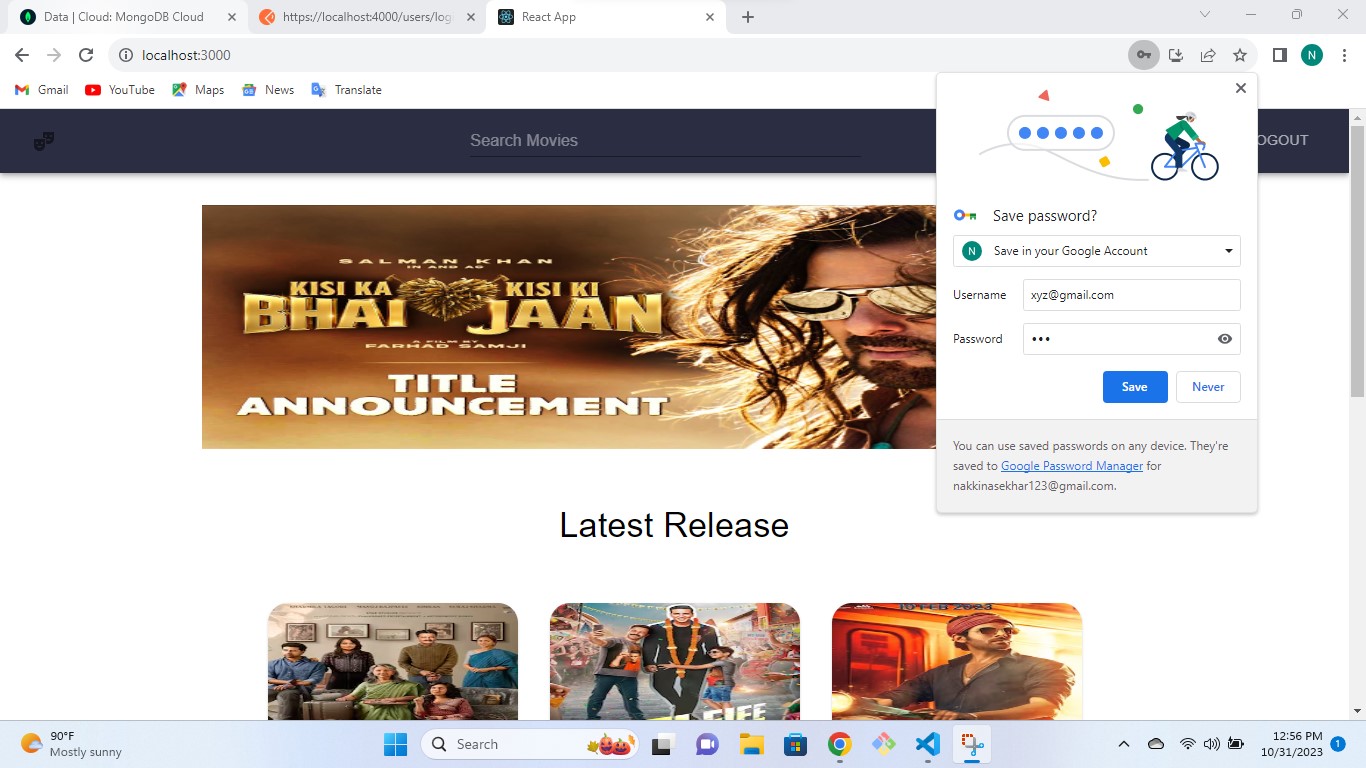 Data | Cloud: MongoDB Cloud
https://localhost:4000/users/log
React App
localhost:3000
N
Gmail
YouTube
Maps
News
Translate
Search Movies
OGOUT
SALMAN KHAN
IN AND AS
KISI KA
BHAI
KISI KI
JAAN
A FILM BY
FARHAD SAMJI
TITLE
ANNOUNCEMENT
Save password?
N
Save in your Google Account
Username
xyz@gmail.com
Password
•••
Save
Never
You can use saved passwords on any device. They're
saved to Google Password Manager for
nakkinasekhar123@gmail.com.
Latest Release
10 FEB 2023
90°F
Mostly sunny
Search
12:56 PM
10/31/2023
1